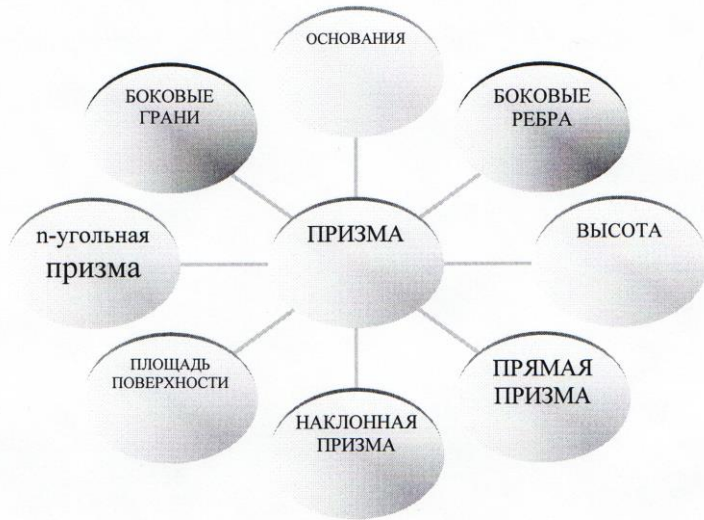 ОСНОВАНИЯ
БОКОВЫЕ
ГРАНИ
БОКОВЫЕ
РЕБРА
n-угольная
призма
ПРИЗМА
ВЫСОТА
ПЛОЩАДЬ
ПОВЕРХНОСТИ
ПРЯМАЯ
ПРИЗМА
НАКЛОННАЯ
ПРИЗМА